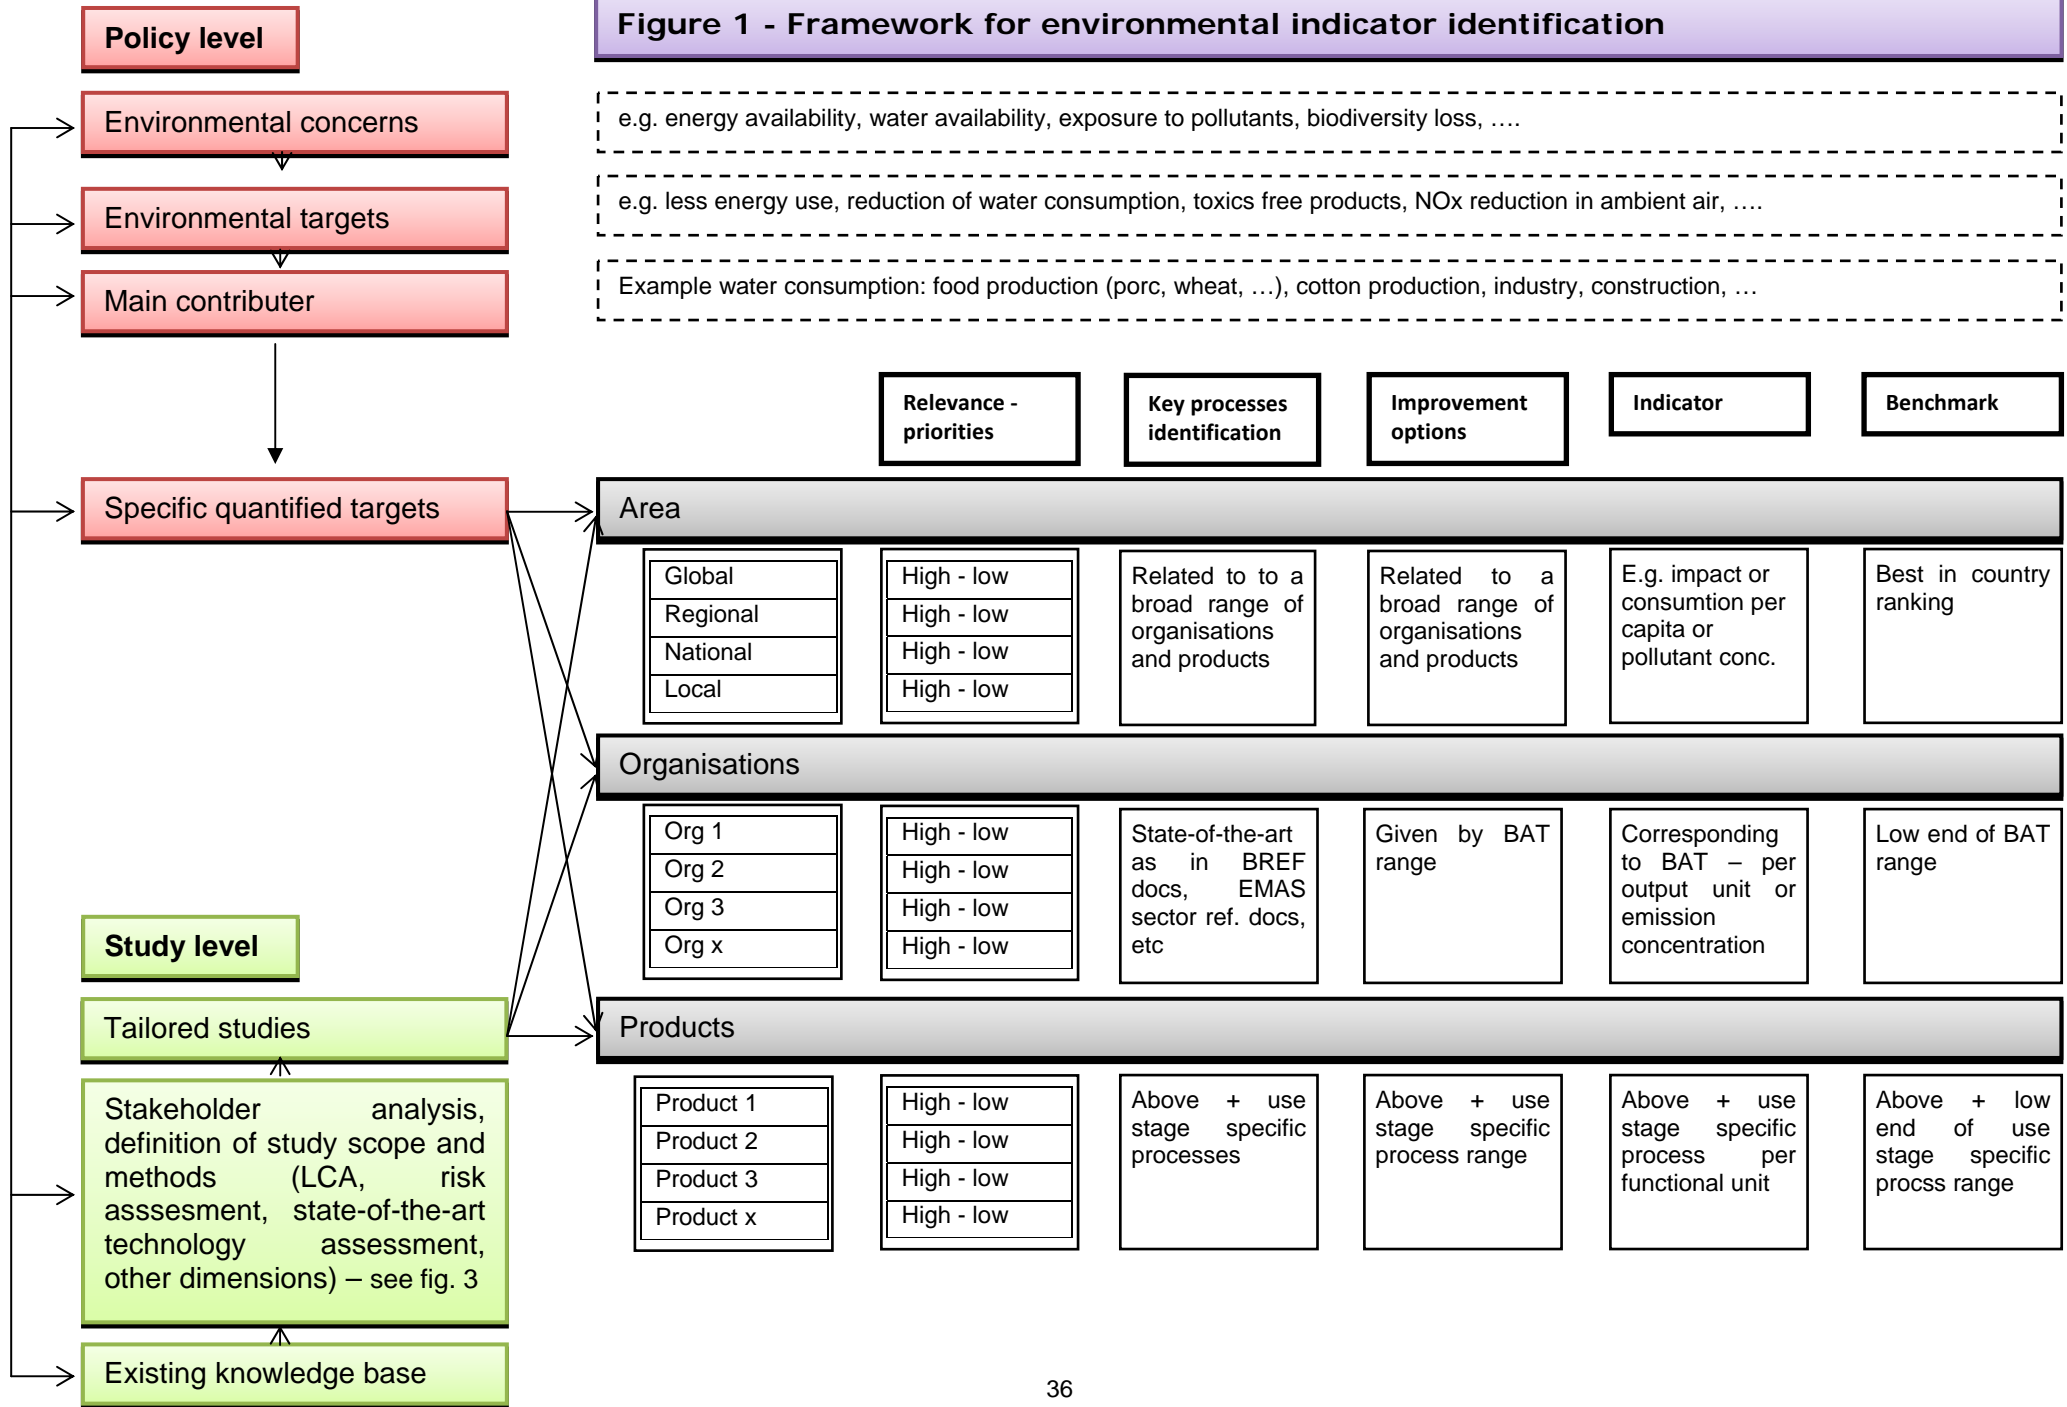 Figure 1 - Framework for environmental indicator identification
Policy level
Environmental concerns
e.g. energy availability, water availability, exposure to pollutants, biodiversity loss, ….
Environmental targets
e.g. less energy use, reduction of water consumption, toxics free products, NOx reduction in ambient air, ….
Main contributer
Example water consumption: food production (porc, wheat, …), cotton production, industry, construction, …
Relevance -
priorities
Key processes
identification
Improvement
options
Indicator
Benchmark
Specific quantified targets
Area
Global
Regional
National
Local
High - low
High - low
High - low
High - low
Related to to a
broad range of
organisations
and products
Related to a
broad range of
organisations
and products
E.g. impact or
consumtion per
capita or
pollutant conc.
Best in country
ranking
Organisations
Org 1
Org 2
Org 3
Org x
High - low
High - low
High - low
High - low
State-of-the-art
as in BREF
docs, EMAS
sector ref. docs,
etc
Given by BAT
range
Corresponding
to BAT – per
output unit or
emission
concentration
Low end of BAT
range
Study level
Tailored studies
Products
Stakeholder analysis,
definition of study scope and
methods (LCA, risk
asssesment, state-of-the-art
technology assessment,
other dimensions) – see fig. 3
Product 1
Product 2
Product 3
Product x
High - low
High - low
High - low
High - low
Above + use
stage specific
processes
Above + use
stage specific
process range
Above + use
stage specific
process per
functional unit
Above + low
end of use
stage specific
procss range
Existing knowledge base
36